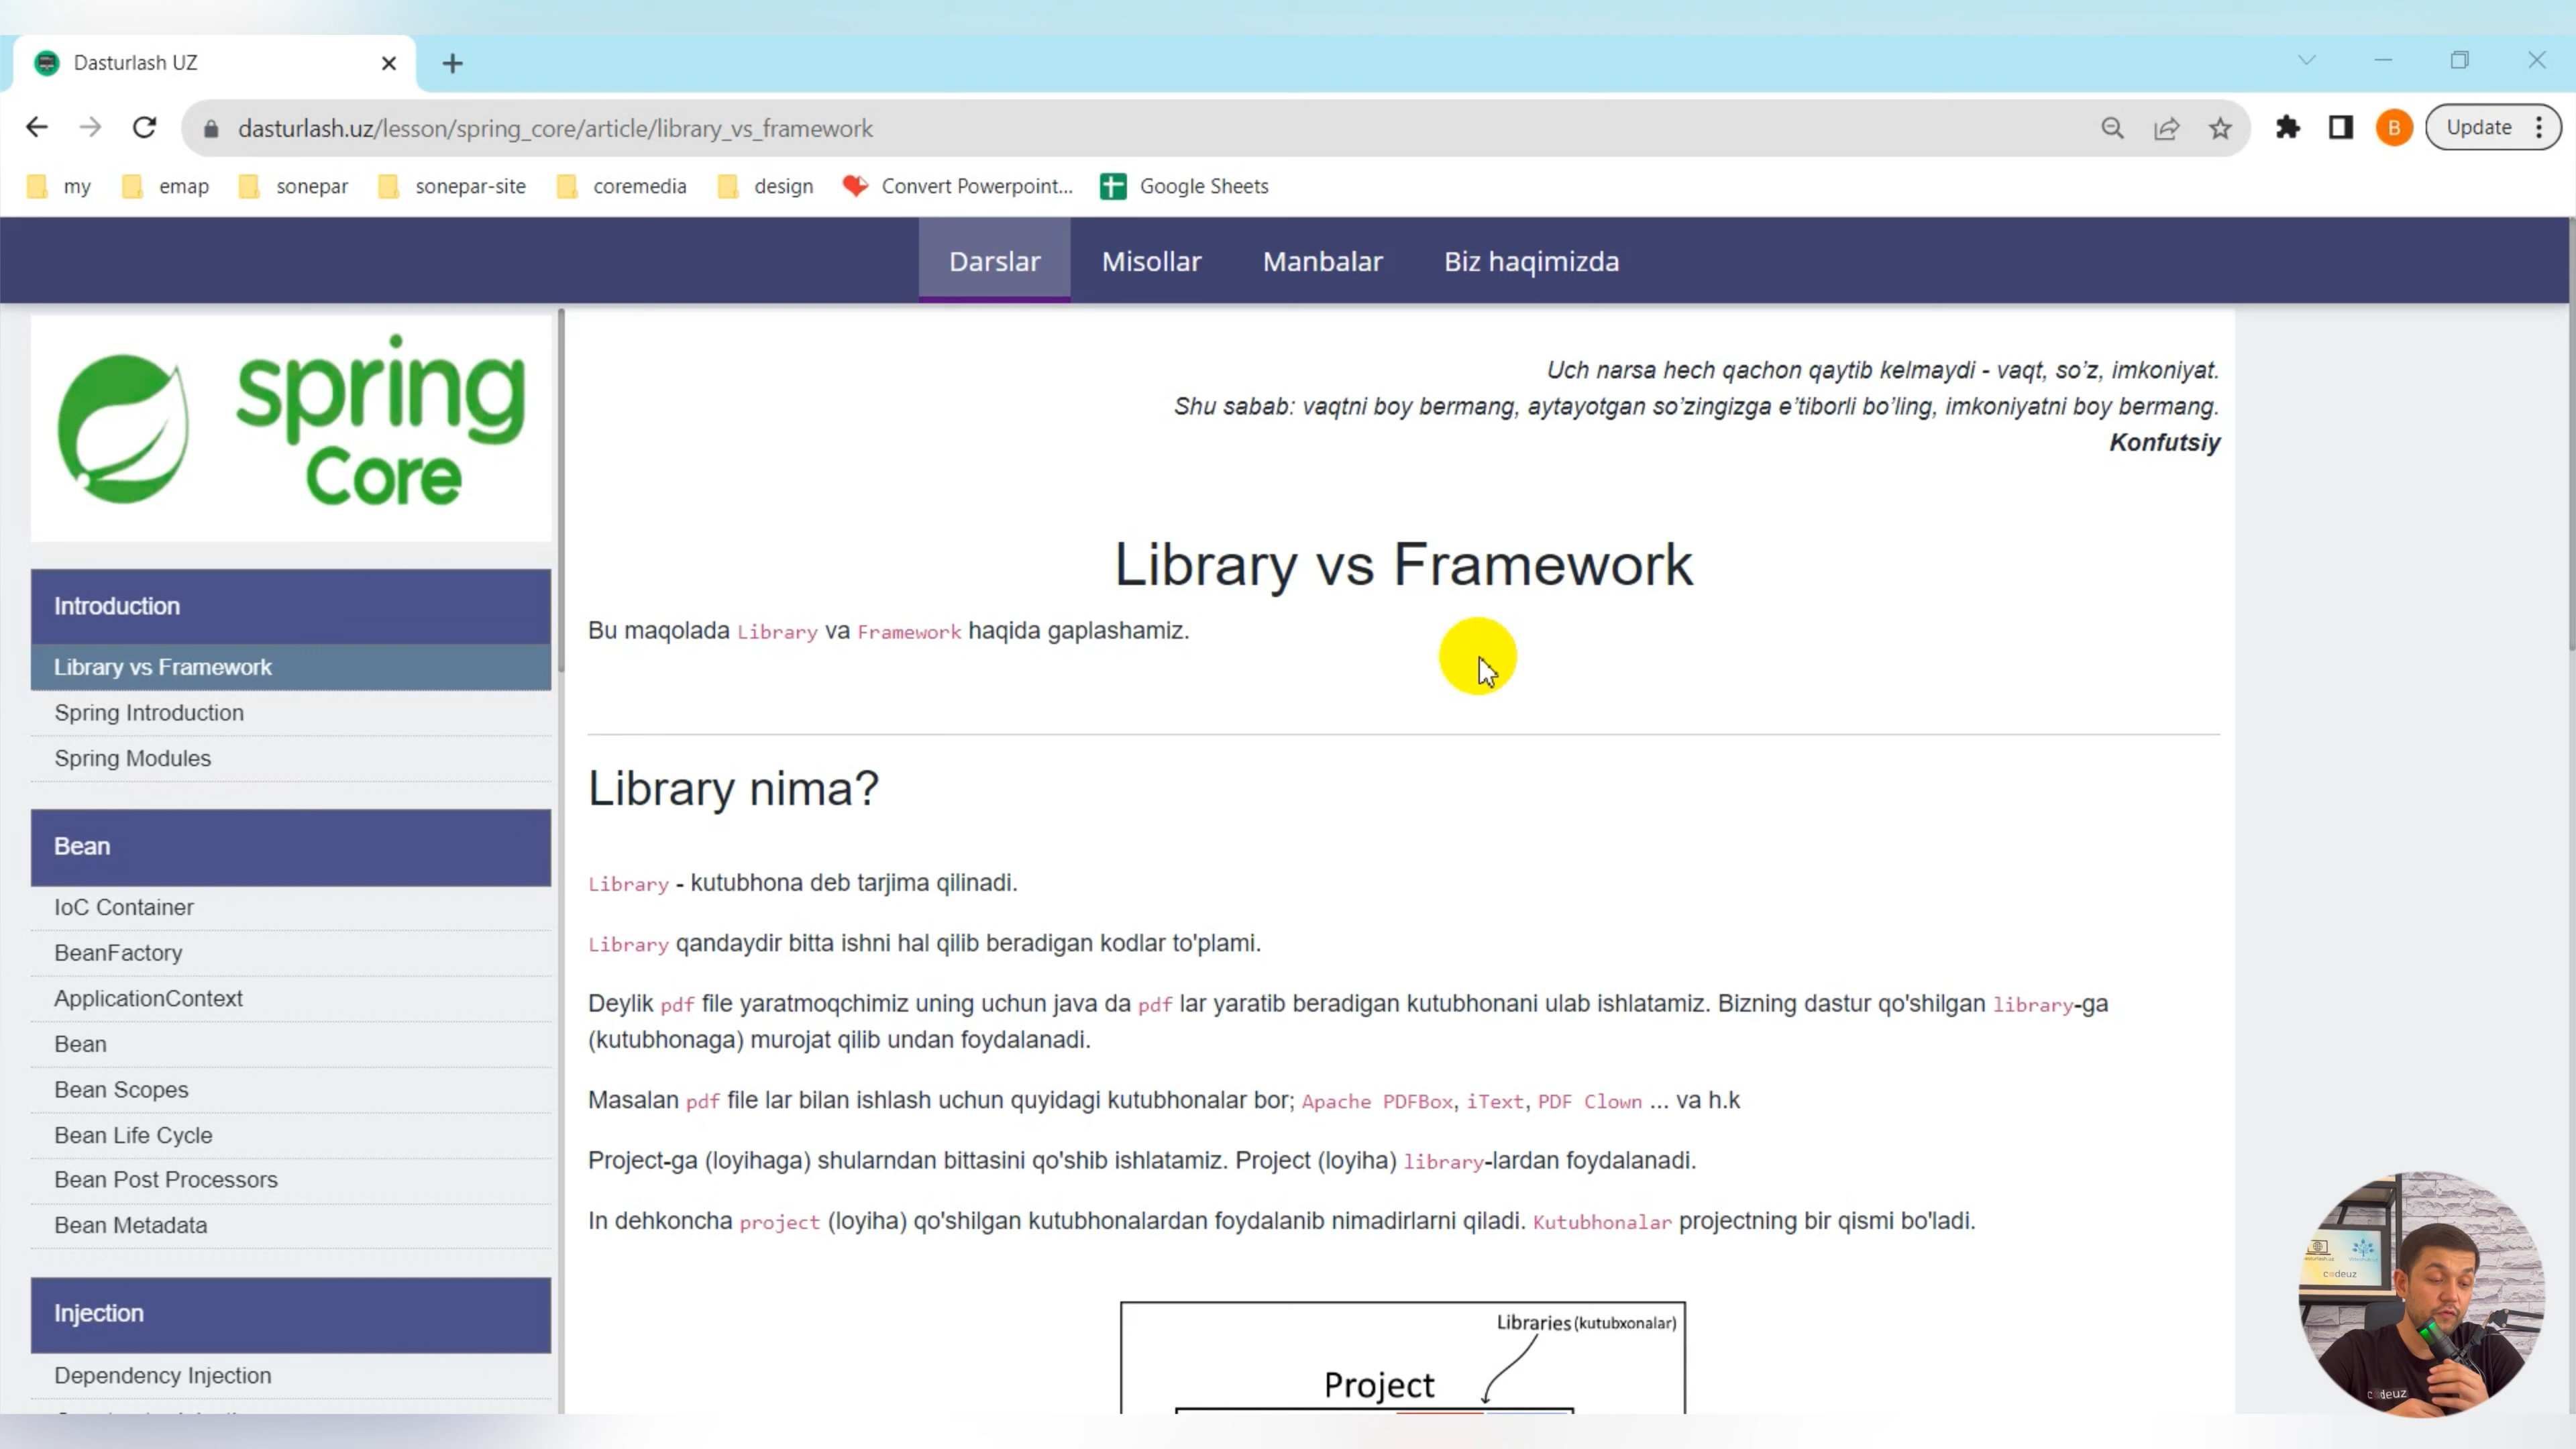 Dasturlash UZ
dasturlash.uz/lesson/spring_core/article/library_vs_framework
B
Update
my
emap
sonepar
sonepar-site
coremedia
design
Convert Powerpoint...
Google Sheets
Darslar
Misollar
Manbalar
Biz haqimizda
spring
Core
Introduction
Library vs Framework
Spring Introduction
Spring Modules
Bean
IoC Container
BeanFactory
ApplicationContext
Bean
Bean Scopes
Bean Life Cycle
Bean Post Processors
Bean Metadata
Injection
Dependency Injection
Uch narsa hech qachon qaytib kelmaydi - vaqt, so’z, imkoniyat.
Shu sabab: vaqtni boy bermang, aytayotgan so’zingizga e’tiborli bo’ling, imkoniyatni boy bermang.
Konfutsiy
Library vs Framework
Bu maqolada Library va Framework haqida gaplashamiz.
Library nima?
Library - kutubhona deb tarjima qilinadi.
Library qandaydir bitta ishni hal qilib beradigan kodlar to'plami.
Deylik pdf file yaratmoqchimiz uning uchun java da pdf lar yaratib beradigan kutubhonani ulab ishlatamiz. Bizning dastur qo'shilgan library-ga
(kutubhonaga) murojat qilib undan foydalanadi.
Masalan pdf file lar bilan ishlash uchun quyidagi kutubhonalar bor; Apache PDFBox, iText, PDF Clown ... va h.k
Project-ga (loyihaga) shularndan bittasini qo'shib ishlatamiz. Project (loyiha) library-lardan foydalanadi.
In dehkoncha project (loyiha) qo'shilgan kutubhonalardan foydalanib nimadirlarni qiladi. Kutubhonalar projectning bir qismi bo'ladi.
Libraries (kutubxonalar)
Project
codeuz
codeuz